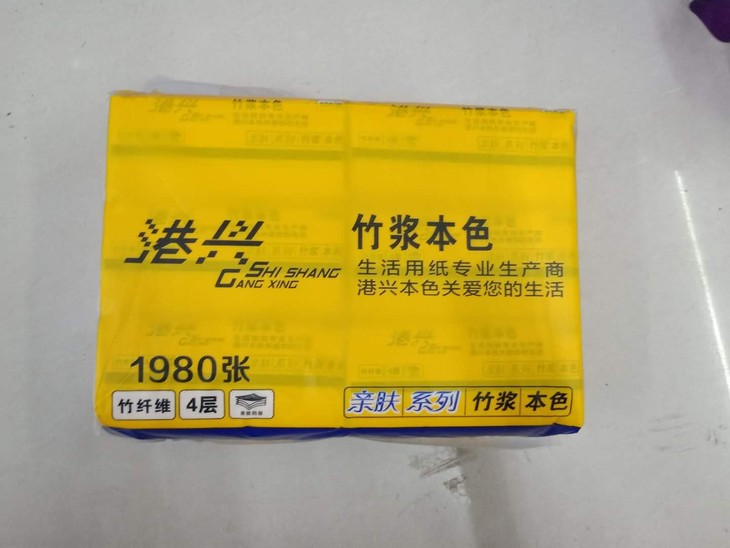 港兴
SHI SHANG
GANG XING
竹浆本色
生活用纸专业生产商
港兴本色关爱您的生活
1980张
竹纤维 4层
亲肤 系列 竹浆 本色